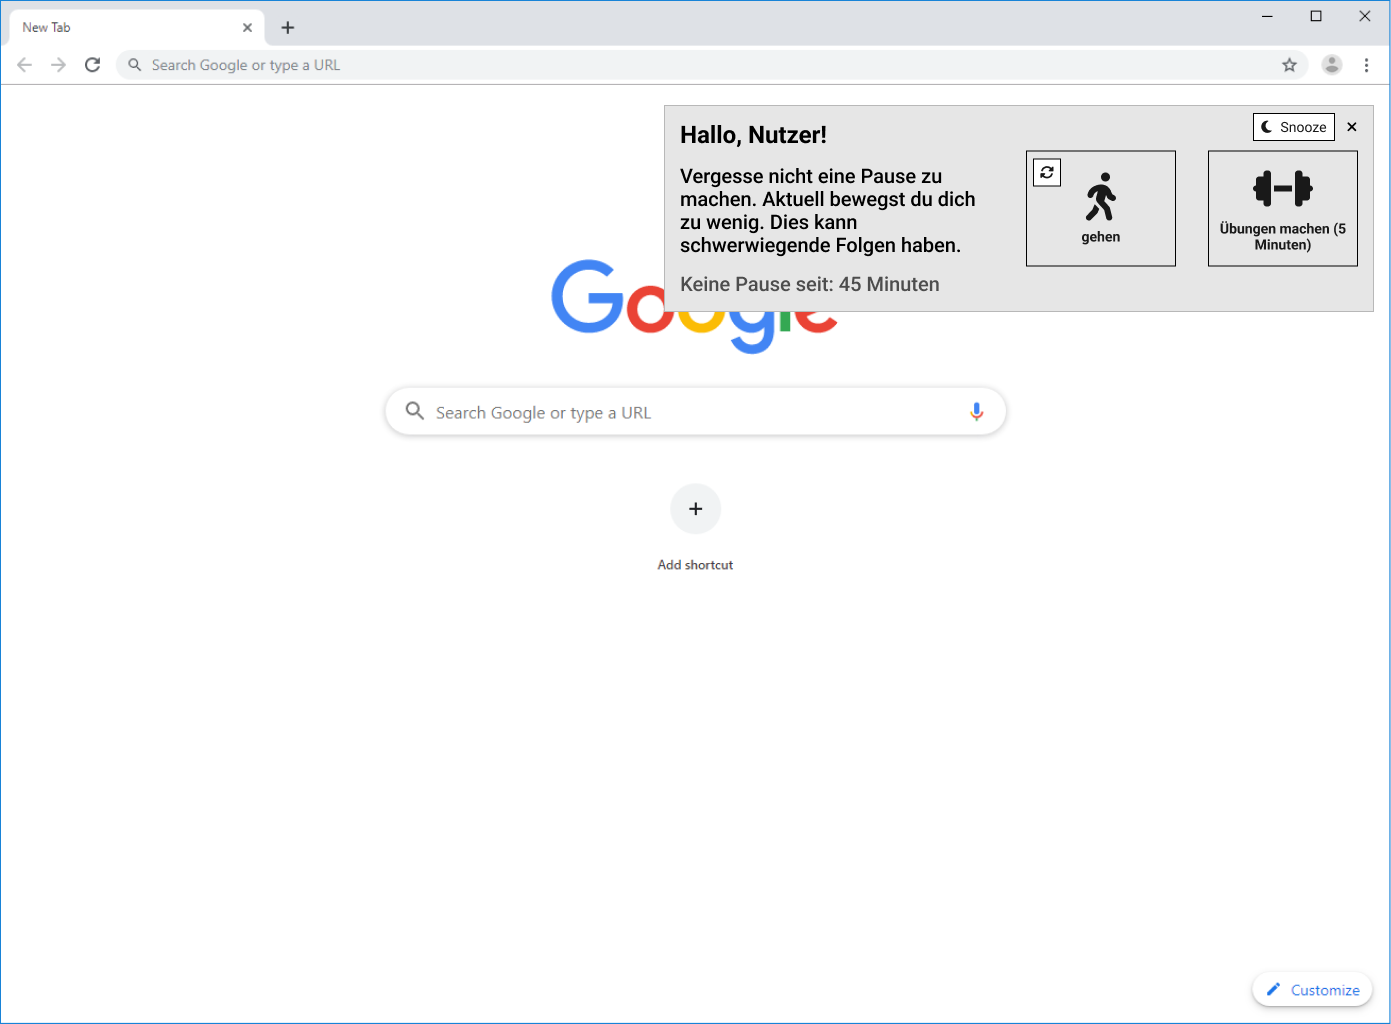 New Tab
Search Google or type a URL
Snooze
Hallo, Nutzer!
Vergesse nicht eine Pause zu
machen. Aktuell bewegst du dich
zu wenig. Dies kann
schwerwiegende Folgen haben.
Keine Pause seit: 45 Minuten
gehen
Übungen machen (5
Minuten)
Google
Search Google or type a URL
Add shortcut
Customize